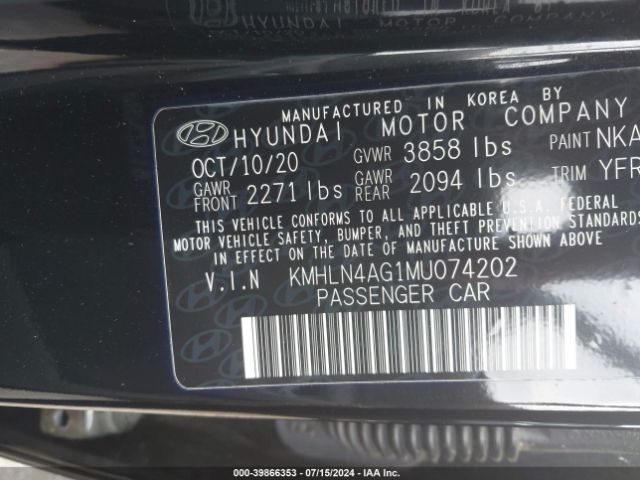 MANUFACTURED IN KOREA BY
HYUNDAI MOTOR COMPANY
OCT/10/20 GVWR 3858 lbs PAINT NKA
GAWR FRONT 2271 lbs GAWR REAR 2094 lbs TRIM YFR
THIS VEHICLE CONFORMS TO ALL APPLICABLE U.S.A. FEDERAL
MOTOR VEHICLE SAFETY, BUMPER, AND THEFT PREVENTION STANDARDS
IN EFFECT ON THE DATE OF MANUFACTURE SHOWN ABOVE
V.I.N KMHLN4AG1MU074202
PASSENGER CAR
000-39866353 - 07/15/2024 - IAA Inc.